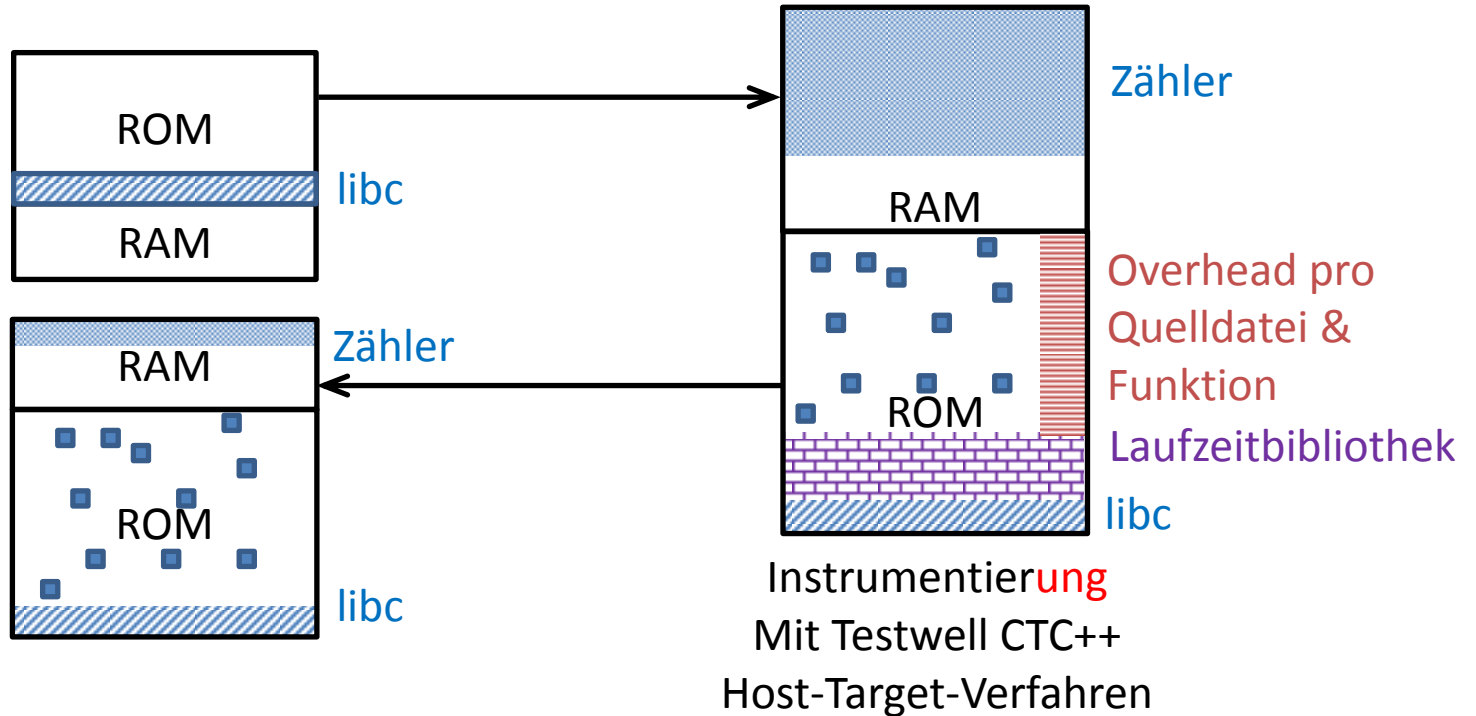 ROM
libc
RAM
Zähler
RAM
ROM
libc
Zähler
RAM
Overhead pro
Quelldatei &
Funktion
ROM
Laufzeitbibliothek
libc
Instrumentierung
Mit Testwell CTC++
Host-Target-Verfahren